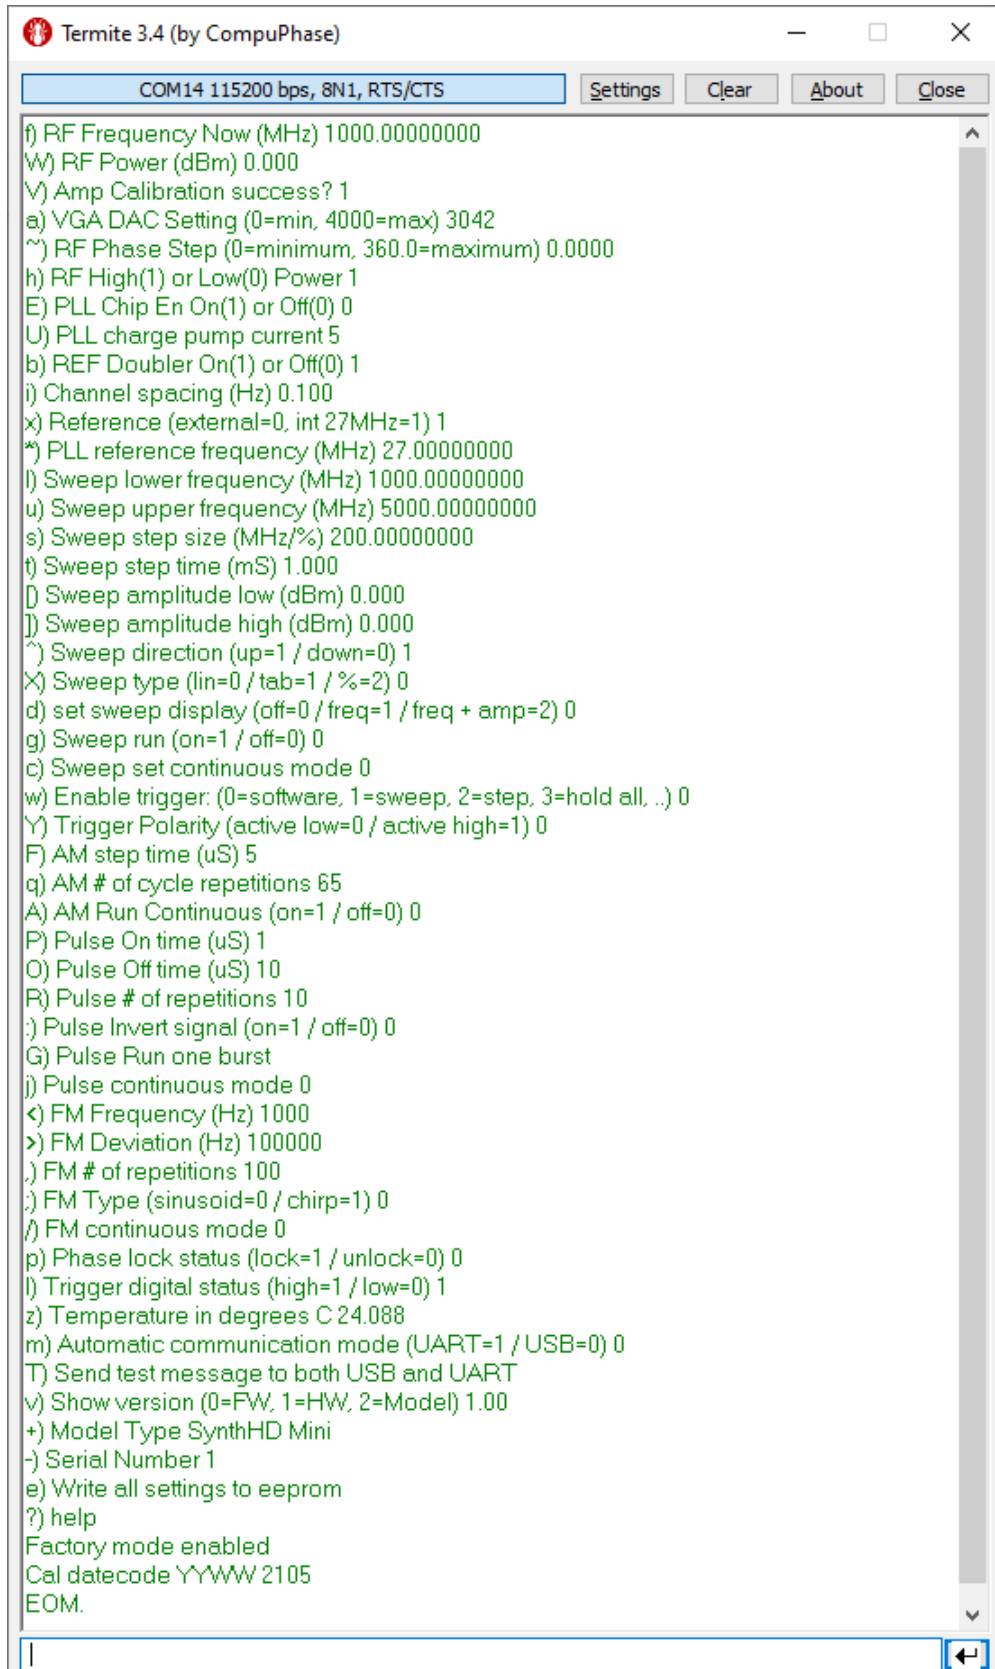 Termite 3.4 (by CompuPhase)
COM14 115200 bps, 8N1, RTS/CTS Settings Clear About Close
f) RF Frequency Now (MHz) 1000.00000000
W) RF Power (dBm) 0.000
V) Amp Calibration success? 1
a) VGA DAC Setting (0=min, 4000=max) 3042
~) RF Phase Step (0=minimum, 360.0=maximum) 0.0000
h) RF High(1) or Low(0) Power 1
E) PLL Chip En On(1) or Off(0) 0
U) PLL charge pump current 5
b) REF Doubler On(1) or Off(0) 1
i) Channel spacing (Hz) 0.100
x) Reference (external=0, int 27MHz=1) 1
*) PLL reference frequency (MHz) 27.00000000
l) Sweep lower frequency (MHz) 1000.00000000
u) Sweep upper frequency (MHz) 5000.00000000
s) Sweep step size (MHz/%) 200.00000000
t) Sweep step time (mS) 1.000
[) Sweep amplitude low (dBm) 0.000
]) Sweep amplitude high (dBm) 0.000
^) Sweep direction (up=1 / down=0) 1
X) Sweep type (lin=0 / tab=1 / %=2) 0
d) set sweep display (off=0 / freq=1 / freq + amp=2) 0
g) Sweep run (on=1 / off=0) 0
c) Sweep set continuous mode 0
w) Enable trigger: (0=software, 1=sweep, 2=step, 3=hold all, ..) 0
Y) Trigger Polarity (active low=0 / active high=1) 0
F) AM step time (uS) 5
q) AM # of cycle repetitions 65
A) AM Run Continuous (on=1 / off=0) 0
P) Pulse On time (uS) 1
O) Pulse Off time (uS) 10
R) Pulse # of repetitions 10
:) Pulse Invert signal (on=1 / off=0) 0
G) Pulse Run one burst
j) Pulse continuous mode 0
<) FM Frequency (Hz) 1000
>) FM Deviation (Hz) 100000
,) FM # of repetitions 100
;) FM Type (sinusoid=0 / chirp=1) 0
/) FM continuous mode 0
p) Phase lock status (lock=1 / unlock=0) 0
I) Trigger digital status (high=1 / low=0) 1
z) Temperature in degrees C 24.088
m) Automatic communication mode (UART=1 / USB=0) 0
T) Send test message to both USB and UART
v) Show version (0=FW, 1=HW, 2=Model) 1.00
+) Model Type SynthHD Mini
-) Serial Number 1
e) Write all settings to eeprom
?) help
Factory mode enabled
Cal datecode YYWW 2105
EOM.